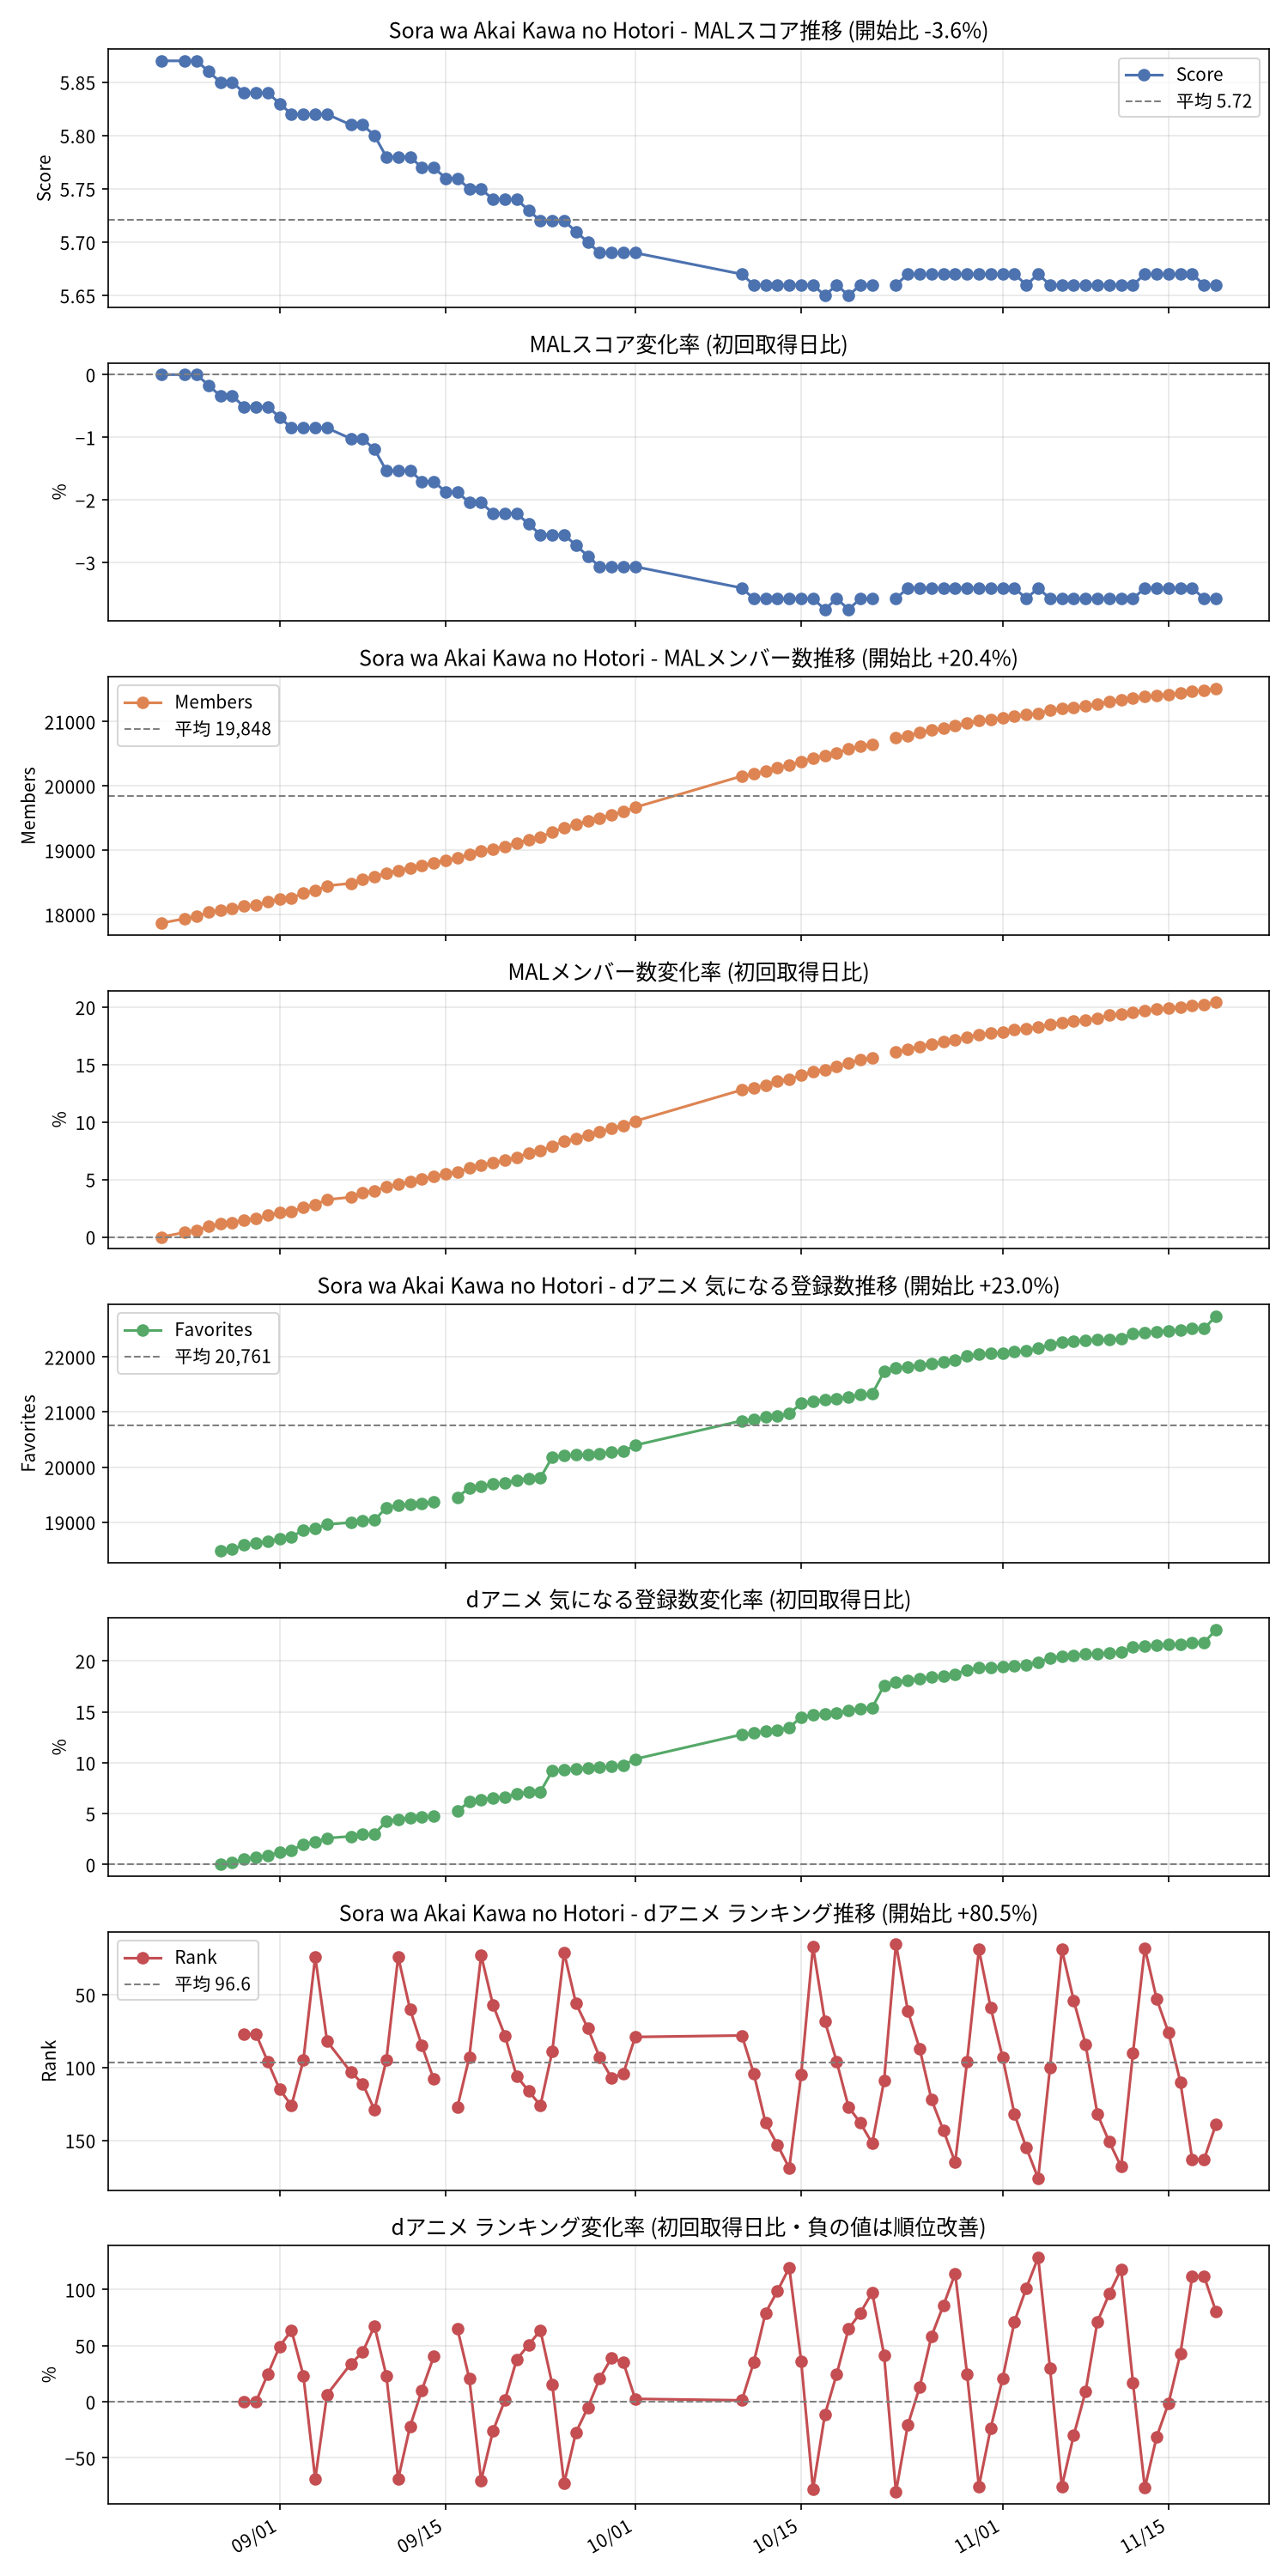 Sora wa Akai Kawa no Hotori - MALスコア推移 (開始比 -3.6%)
Score
平均 5.72
Score
5.85
5.80
5.75
5.70
5.65
MALスコア変化率 (初回取得日比)
%
0
−1
−2
−3
Sora wa Akai Kawa no Hotori - MALメンバー数推移 (開始比 +20.4%)
Members
平均 19,848
Members
21000
20000
19000
18000
MALメンバー数変化率 (初回取得日比)
%
20
15
10
5
0
Sora wa Akai Kawa no Hotori - dアニメ 気になる登録数推移 (開始比 +23.0%)
Favorites
平均 20,761
Favorites
22000
21000
20000
19000
dアニメ 気になる登録数変化率 (初回取得日比)
%
20
15
10
5
0
Sora wa Akai Kawa no Hotori - dアニメ ランキング推移 (開始比 +80.5%)
Rank
平均 96.6
Rank
50
100
150
dアニメ ランキング変化率 (初回取得日比・負の値は順位改善)
%
100
50
0
−50
09/01
09/15
10/01
10/15
11/01
11/15